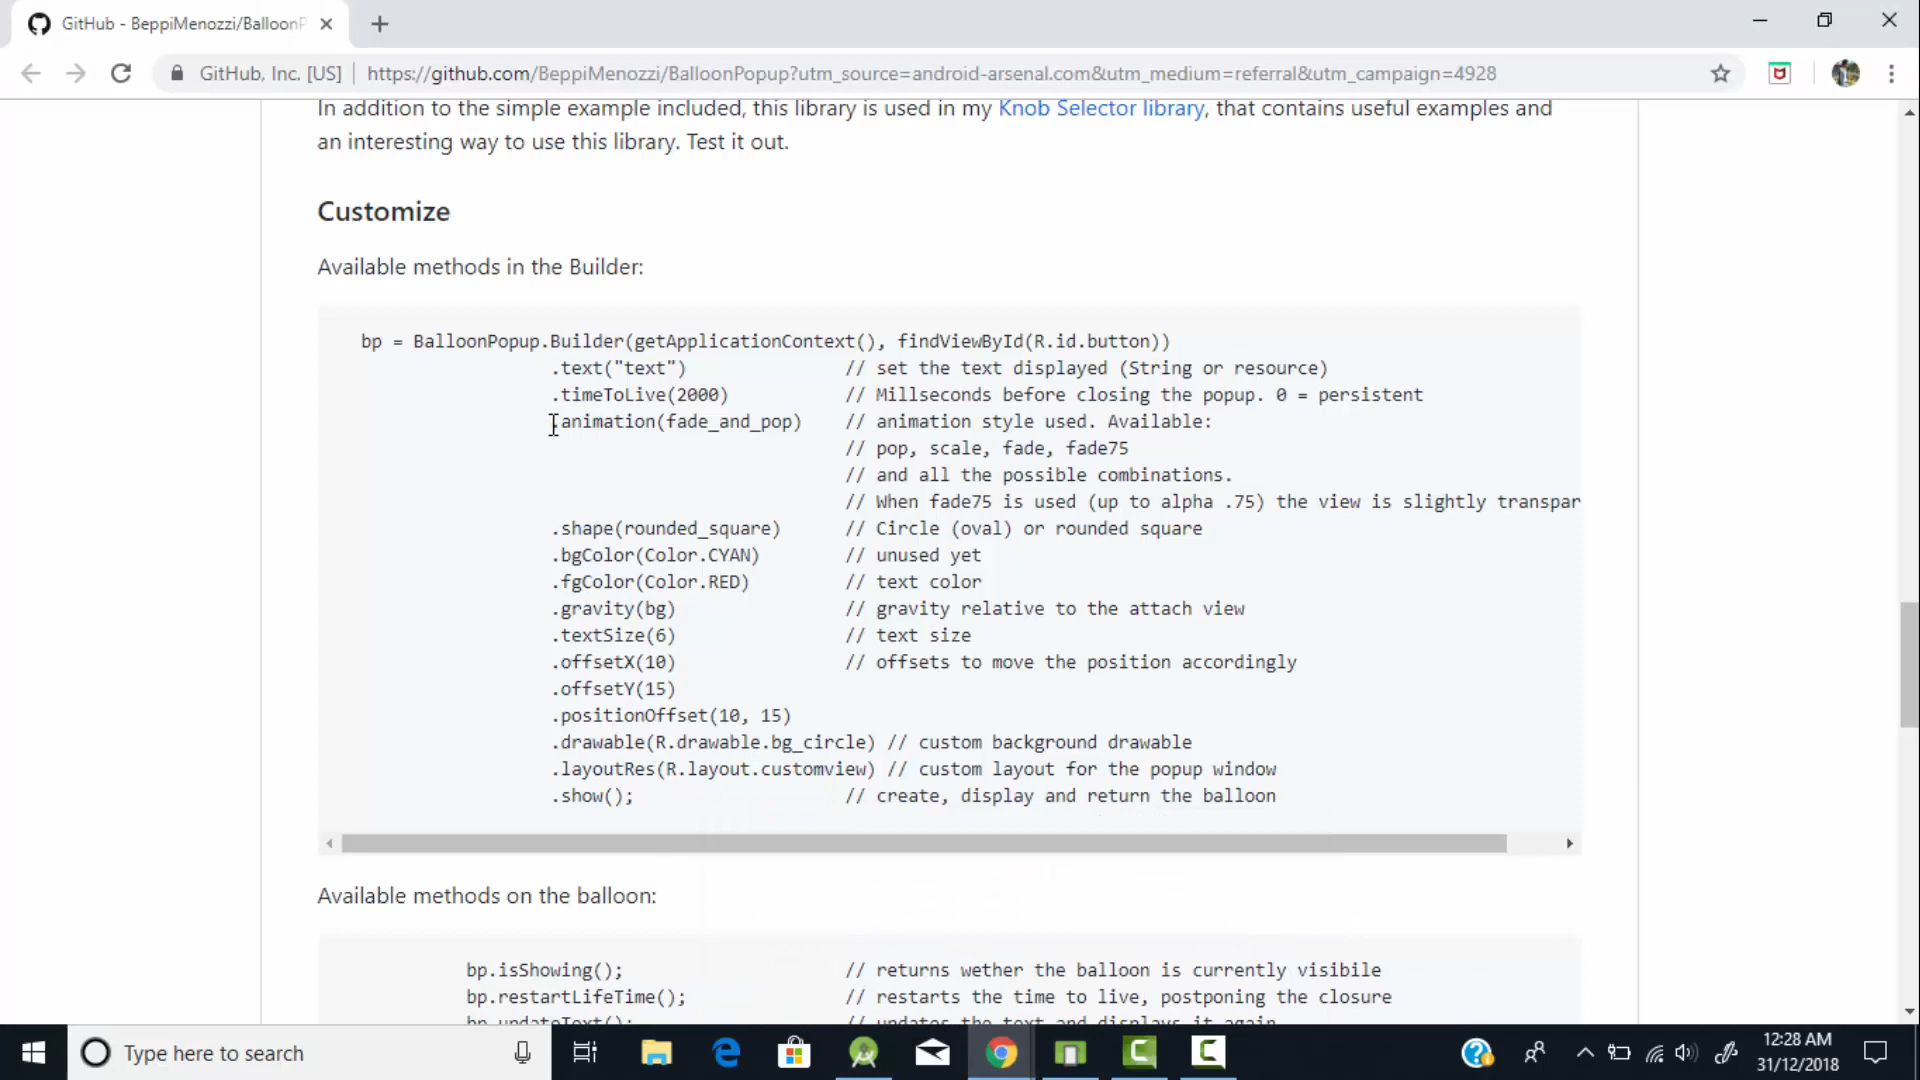 GitHub - BeppiMenozzi/BalloonP
GitHub, Inc. [US]
https://github.com/BeppiMenozzi/BalloonPopup?utm_source=android-arsenal.com&utm_medium=referral&utm_campaign=4928
In addition to the simple example included, this library is used in my Knob Selector library, that contains useful examples and
an interesting way to use this library. Test it out.
Customize
Available methods in the Builder:
bp = BalloonPopup.Builder(getApplicationContext(), findViewById(R.id.button))
.text("text") // set the text displayed (String or resource)
.timeToLive(2000) // Millseconds before closing the popup. 0 = persistent
.animation(fade_and_pop) // animation style used. Available:
// pop, scale, fade, fade75
// and all the possible combinations.
// When fade75 is used (up to alpha .75) the view is slightly transpar
.shape(rounded_square) // Circle (oval) or rounded square
.bgColor(Color.CYAN) // unused yet
.fgColor(Color.RED) // text color
.gravity(bg) // gravity relative to the attach view
.textSize(6) // text size
.offsetX(10) // offsets to move the position accordingly
.offsetY(15)
.positionOffset(10, 15)
.drawable(R.drawable.bg_circle) // custom background drawable
.layoutRes(R.layout.customview) // custom layout for the popup window
.show(); // create, display and return the balloon
Available methods on the balloon:
bp.isShowing(); // returns wether the balloon is currently visibile
bp.restartLifeTime(); // restarts the time to live, postponing the closure
bp.updateText(); // updates the text and displays it again
Type here to search
12:28 AM
31/12/2018